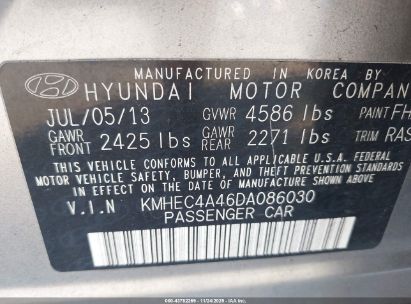 MANUFACTURED IN KOREA BY
HYUNDAI MOTOR COMPANY
JUL/05/13 GVWR 4586 lbs PAINT FH
GAWR FRONT 2425 lbs GAWR REAR 2271 lbs TRIM RAS
THIS VEHICLE CONFORMS TO ALL APPLICABLE U.S.A. FEDERAL
MOTOR VEHICLE SAFETY, BUMPER, AND THEFT PREVENTION STANDARDS
IN EFFECT ON THE DATE OF MANUFACTURE SHOWN ABOVE.
V.I.N KMHEC4A46DA086030
PASSENGER CAR